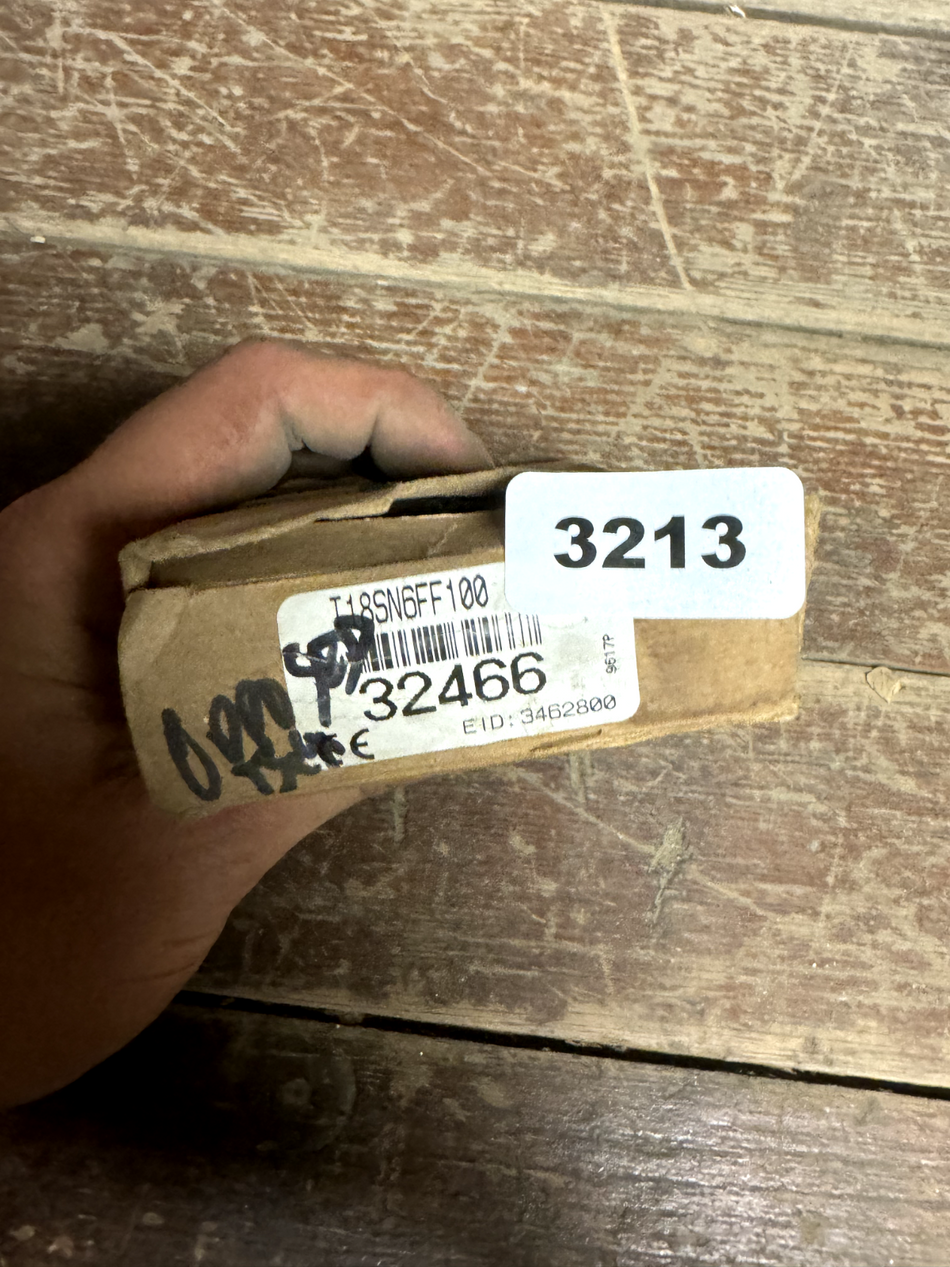 3213
T18SN6FF100
32466
9617P
EID:3462800
CE